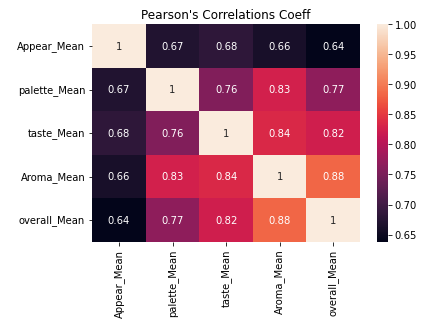 Pearson's Correlations Coeff
Appear_Mean 1 0.67 0.68 0.66 0.64
palette_Mean 0.67 1 0.76 0.83 0.77
taste_Mean 0.68 0.76 1 0.84 0.82
Aroma_Mean 0.66 0.83 0.84 1 0.88
overall_Mean 0.64 0.77 0.82 0.88 1
Appear_Mean
palette_Mean
taste_Mean
Aroma_Mean
overall_Mean
1.00
0.95
0.90
0.85
0.80
0.75
0.70
0.65